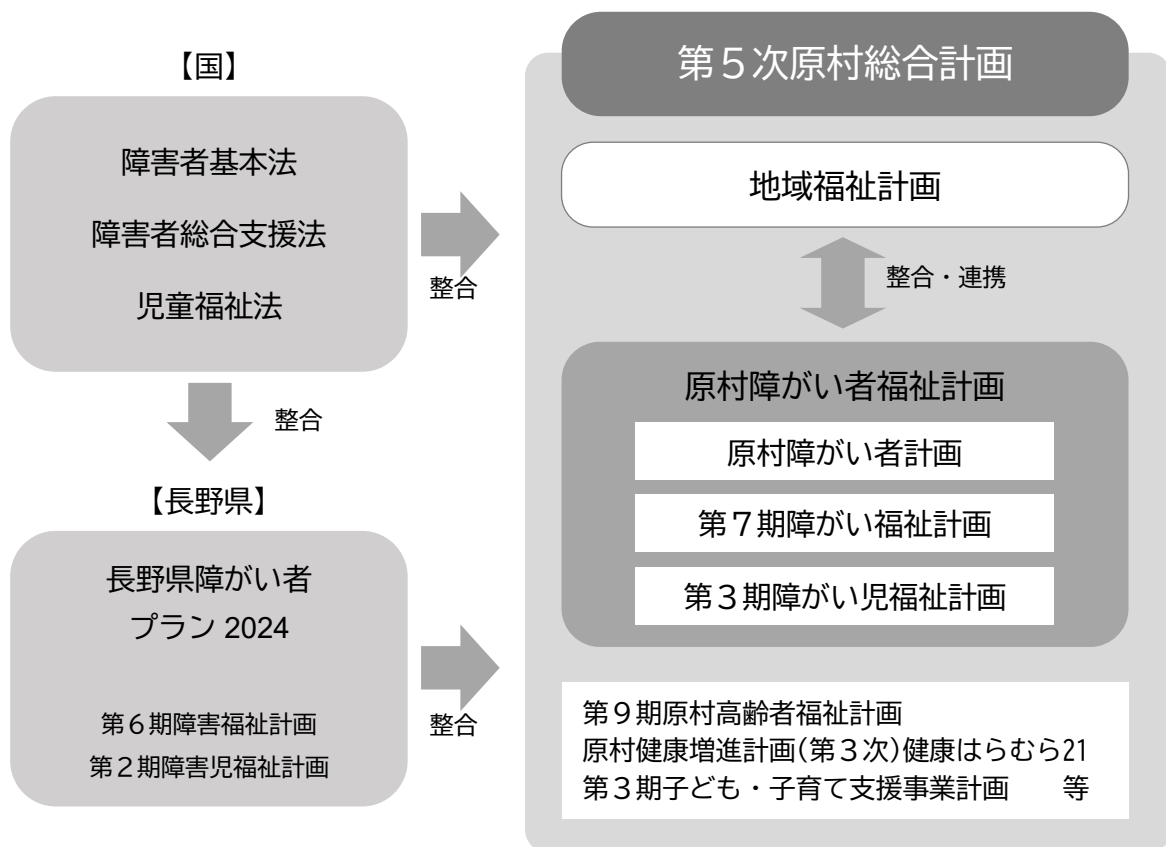 【国】
障害者基本法
障害者総合支援法
児童福祉法
整合
整合
【長野県】
長野県障がい者
プラン 2024
第６期障害福祉計画
第２期障害児福祉計画
整合
第５次原村総合計画
地域福祉計画
整合・連携
原村障がい者福祉計画
原村障がい者計画
第７期障がい福祉計画
第３期障がい児福祉計画
第９期原村高齢者福祉計画
原村健康増進計画(第３次)健康はらむら21
第３期子ども・子育て支援事業計画　　等